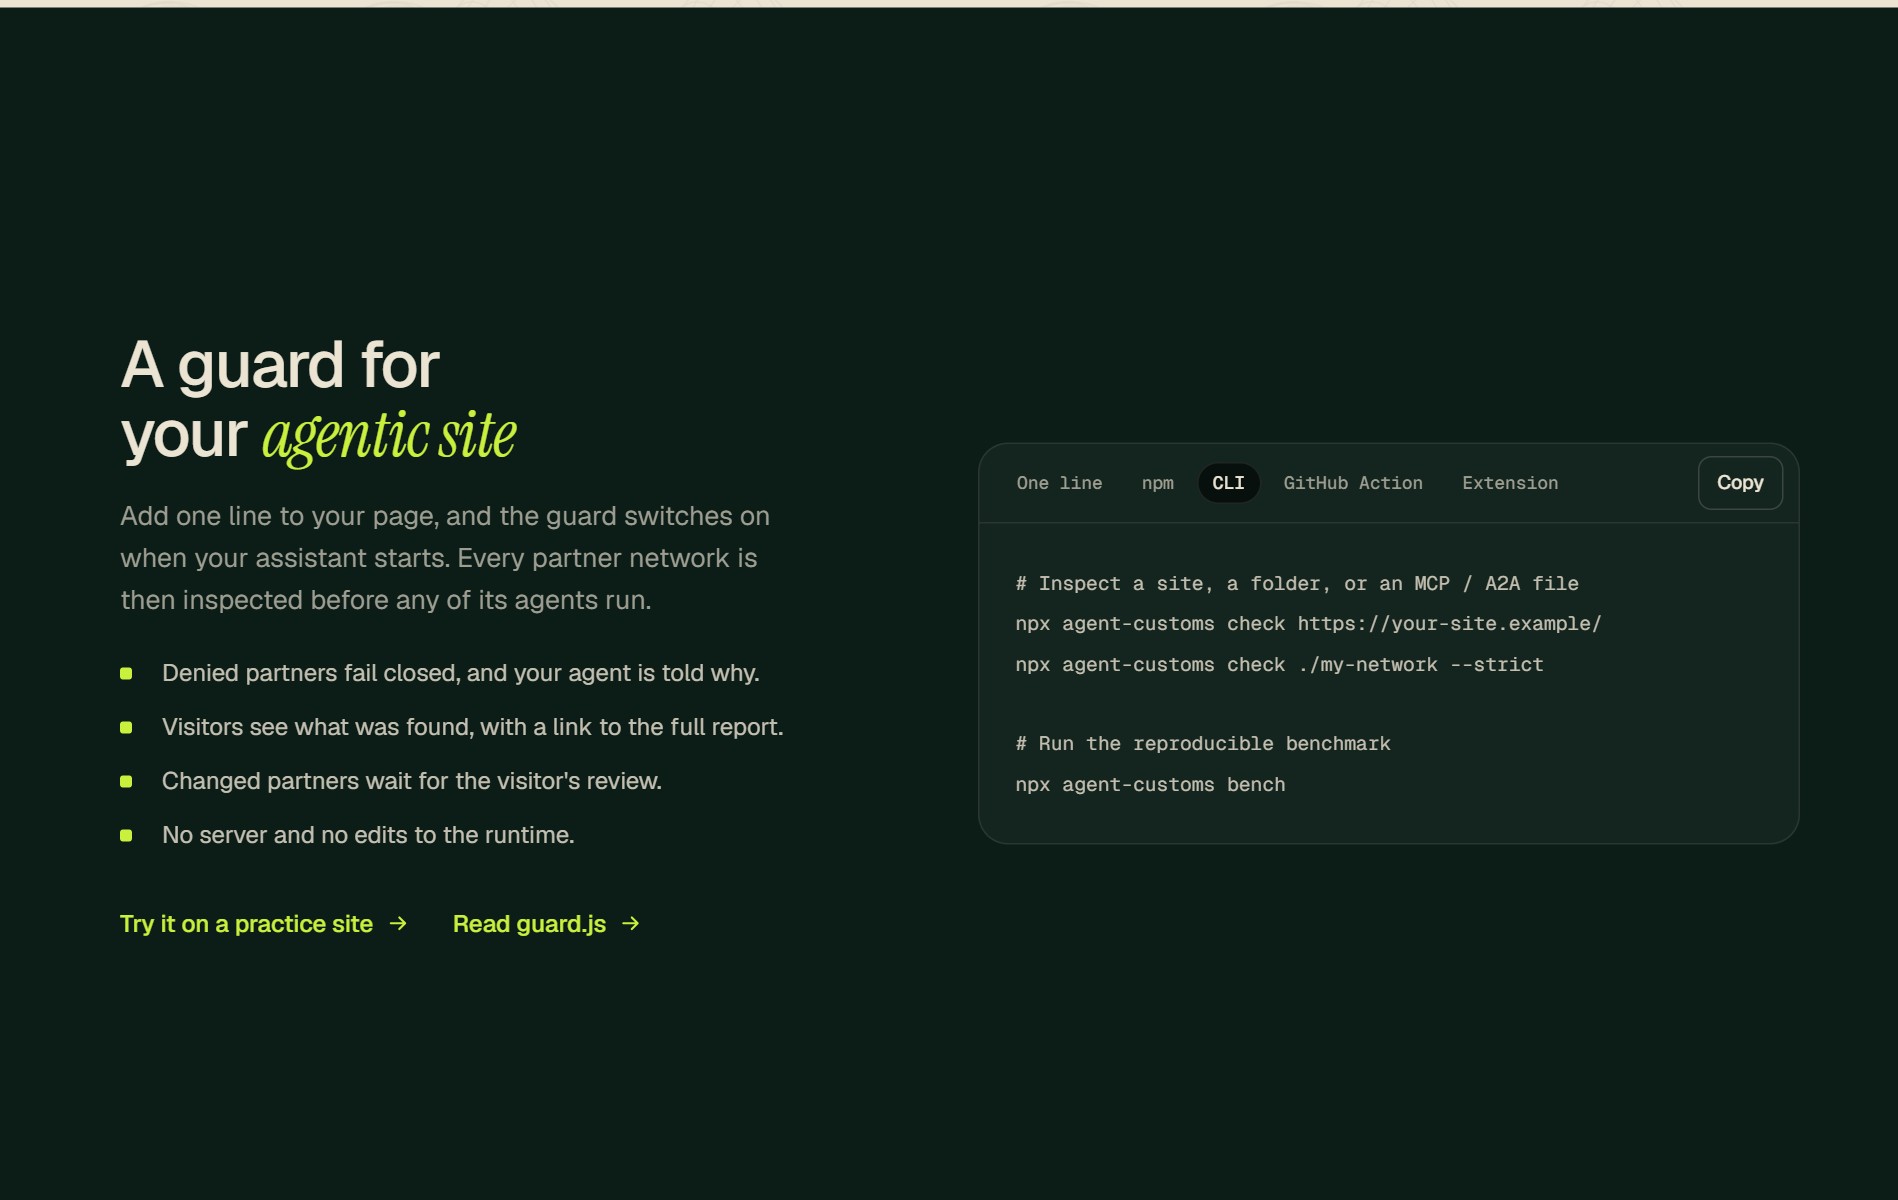 A guard for
your agentic site
Add one line to your page, and the guard switches on
when your assistant starts. Every partner network is
then inspected before any of its agents run.
Denied partners fail closed, and your agent is told why.
Visitors see what was found, with a link to the full report.
Changed partners wait for the visitor's review.
No server and no edits to the runtime.
Try it on a practice site → Read guard.js →
One line npm CLI GitHub Action Extension Copy
# Inspect a site, a folder, or an MCP / A2A file
npx agent-customs check https://your-site.example/
npx agent-customs check ./my-network --strict
# Run the reproducible benchmark
npx agent-customs bench